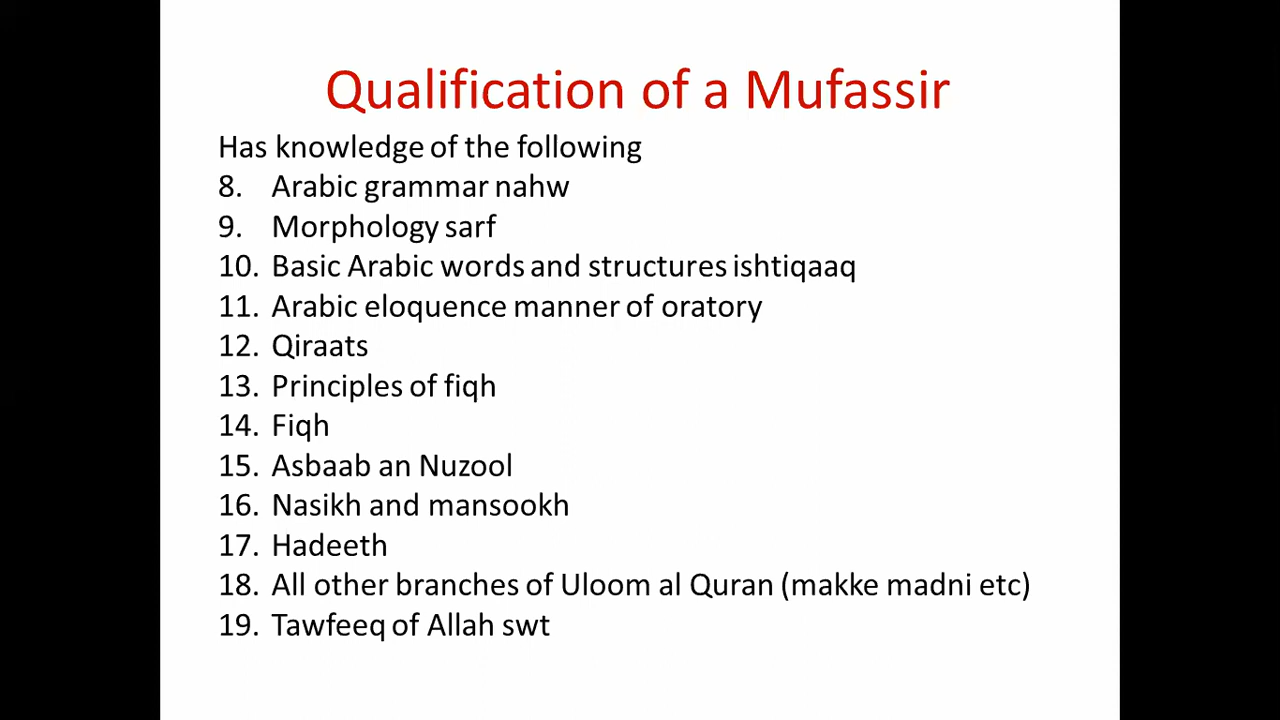 Qualification of a Mufassir
Has knowledge of the following
8. Arabic grammar nahw
9. Morphology sarf
10. Basic Arabic words and structures ishtiqaaq
11. Arabic eloquence manner of oratory
12. Qiraats
13. Principles of fiqh
14. Fiqh
15. Asbaab an Nuzool
16. Nasikh and mansookh
17. Hadeeth
18. All other branches of Uloom al Quran (makke madni etc)
19. Tawfeeq of Allah swt